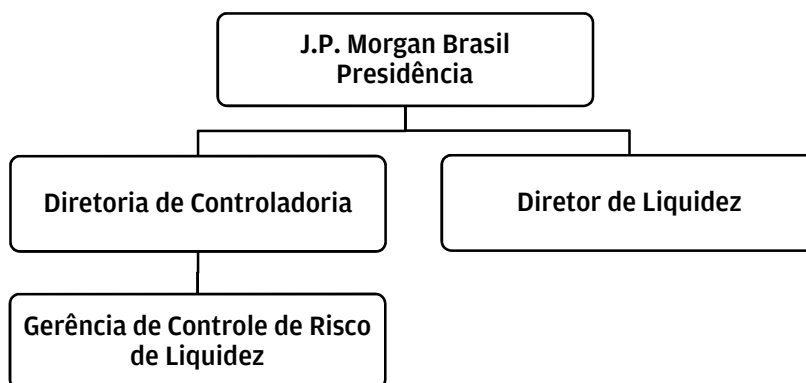 J.P. Morgan Brasil
Presidência
Diretoria de Controladoria
Diretor de Liquidez
Gerência de Controle de Risco
de Liquidez